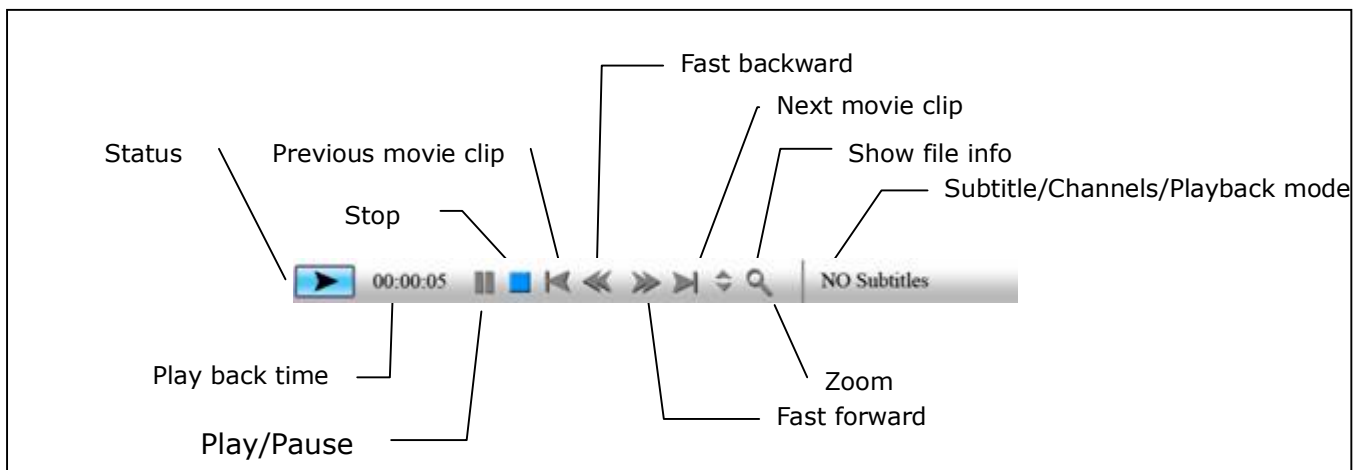 Fast backward
Next movie clip
Status
Previous movie clip
Show file info
Subtitle/Channels/Playback mode
Stop
00:00:05
NO Subtitles
Play back time
Zoom
Fast forward
Play/Pause